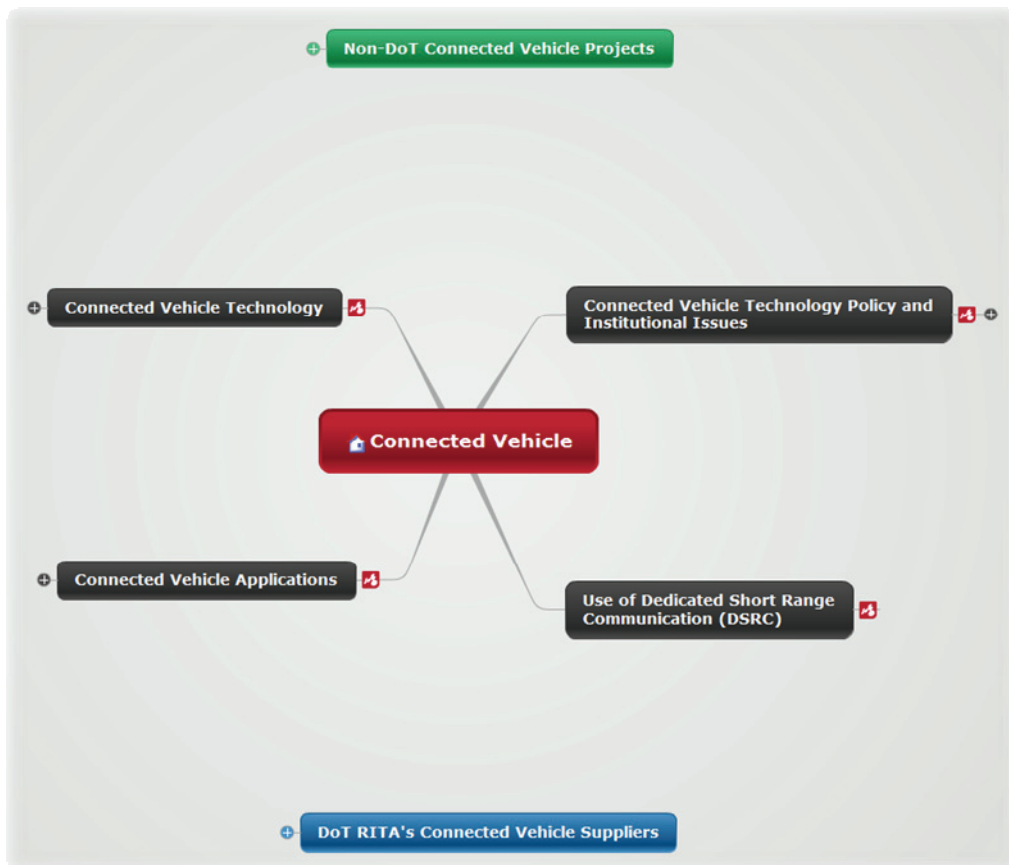 Non-DoT Connected Vehicle Projects
Connected Vehicle Technology
Connected Vehicle Technology Policy and
Institutional Issues
Connected Vehicle
Connected Vehicle Applications
Use of Dedicated Short Range
Communication (DSRC)
DoT RITA's Connected Vehicle Suppliers